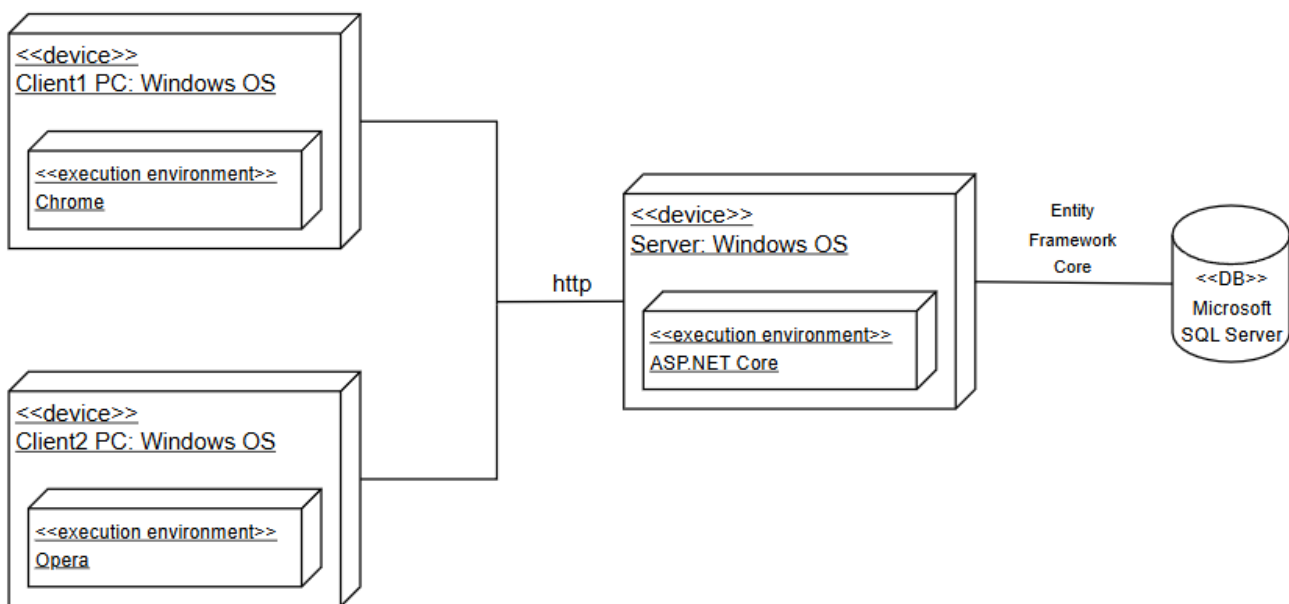 <<device>>
Client1 PC: Windows OS
<<execution environment>>
Chrome
<<device>>
Client2 PC: Windows OS
<<execution environment>>
Opera
http
<<device>>
Server: Windows OS
<<execution environment>>
ASP.NET Core
Entity
Framework
Core
<<DB>>
Microsoft
SQL Server